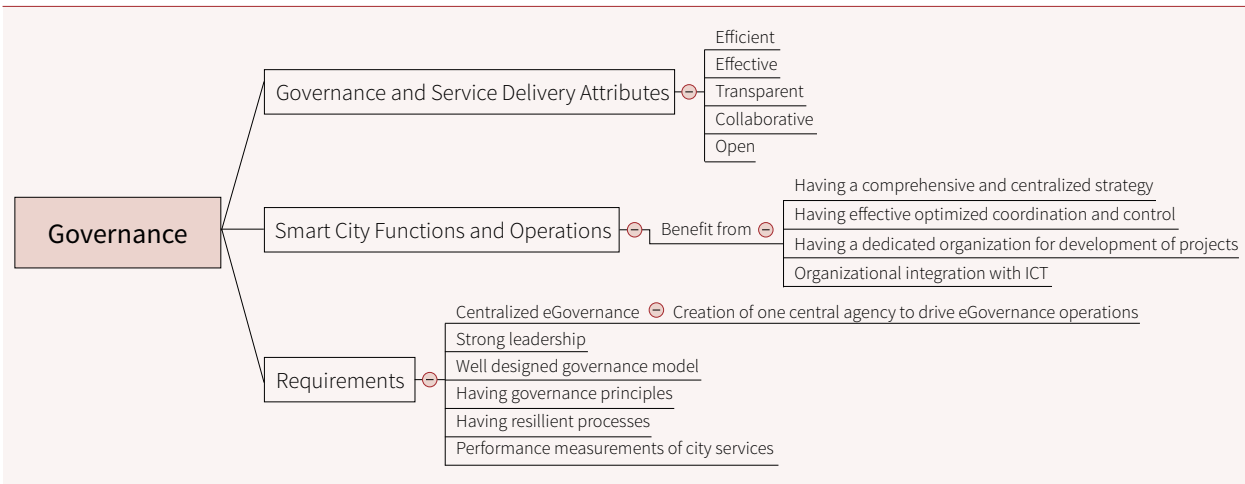 Governance
Governance and Service Delivery Attributes
Efficient
Effective
Transparent
Collaborative
Open
Smart City Functions and Operations
Benefit from
Having a comprehensive and centralized strategy
Having effective optimized coordination and control
Having a dedicated organization for development of projects
Organizational integration with ICT
Requirements
Centralized eGovernance
Creation of one central agency to drive eGovernance operations
Strong leadership
Well designed governance model
Having governance principles
Having resillient processes
Performance measurements of city services